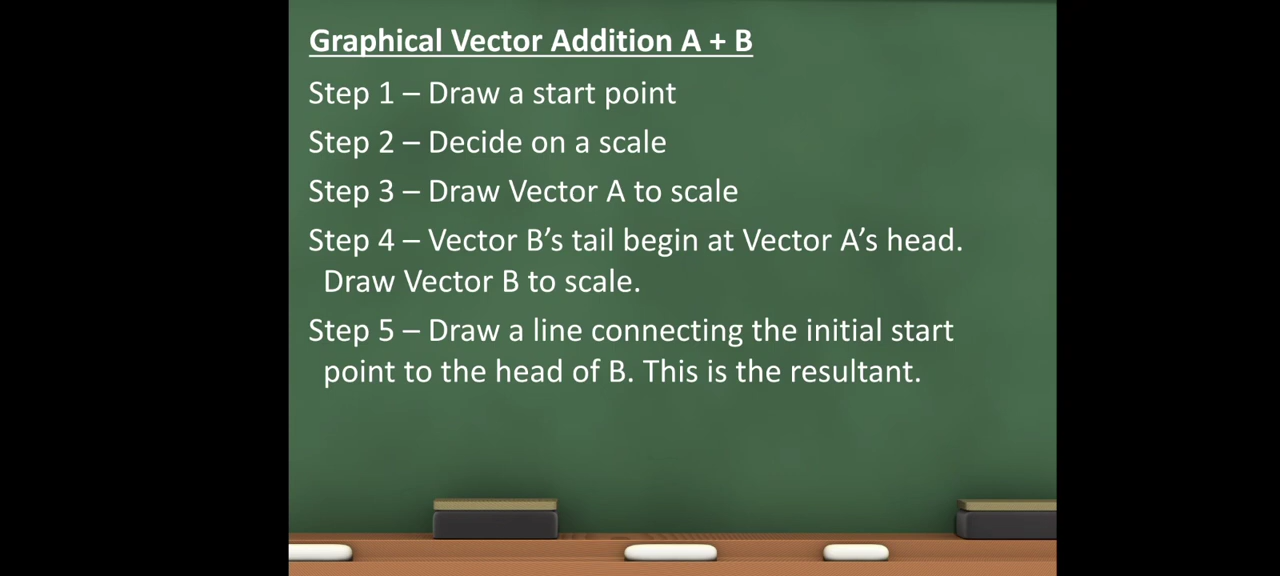 Graphical Vector Addition A + B
Step 1 – Draw a start point
Step 2 – Decide on a scale
Step 3 – Draw Vector A to scale
Step 4 – Vector B’s tail begin at Vector A’s head.
Draw Vector B to scale.
Step 5 – Draw a line connecting the initial start
point to the head of B. This is the resultant.